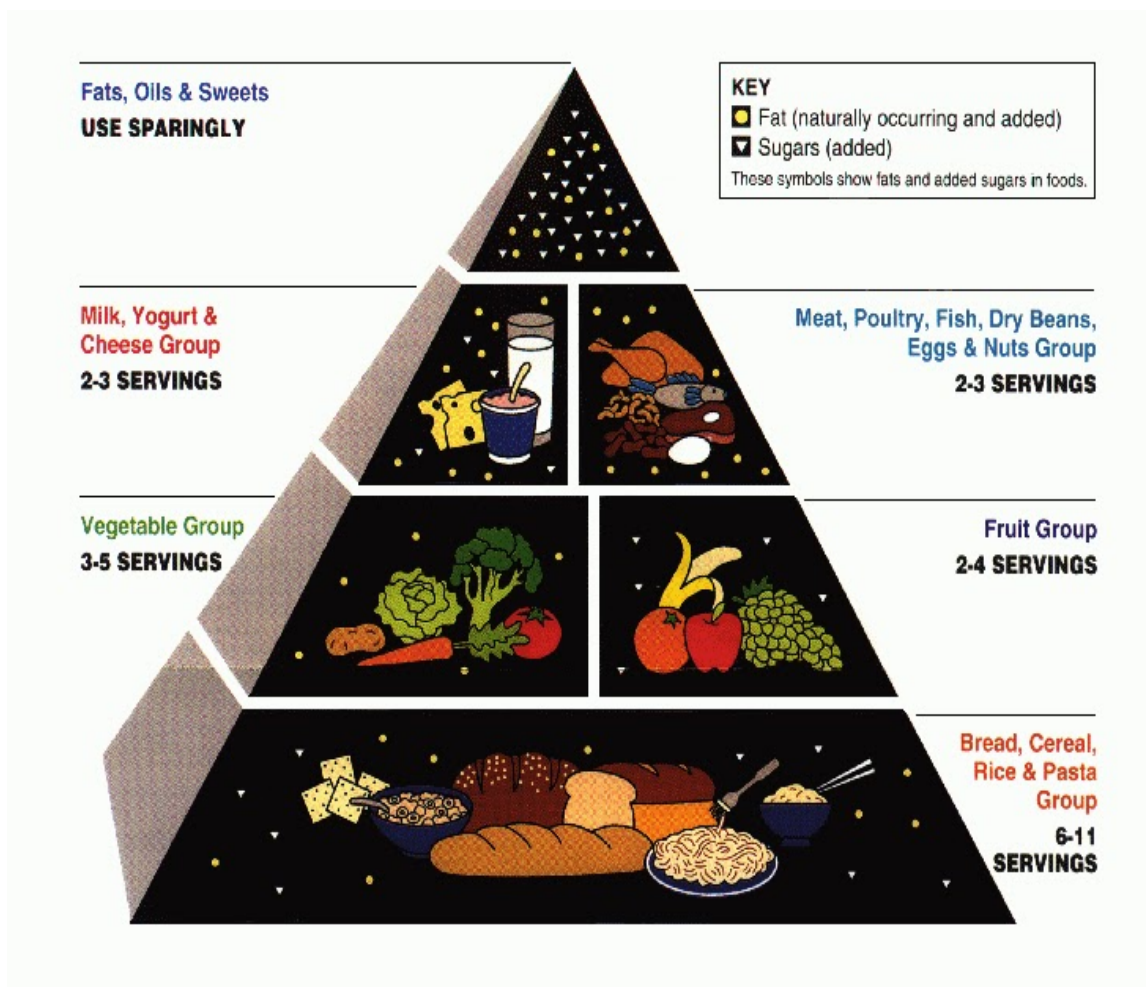 Fats, Oils & Sweets
USE SPARINGLY
KEY
Fat (naturally occurring and added)
Sugars (added)
These symbols show fats and added sugars in foods.
Milk, Yogurt &
Cheese Group
2-3 SERVINGS
Meat, Poultry, Fish, Dry Beans,
Eggs & Nuts Group
2-3 SERVINGS
Vegetable Group
3-5 SERVINGS
Fruit Group
2-4 SERVINGS
Bread, Cereal,
Rice & Pasta
Group
6-11
SERVINGS